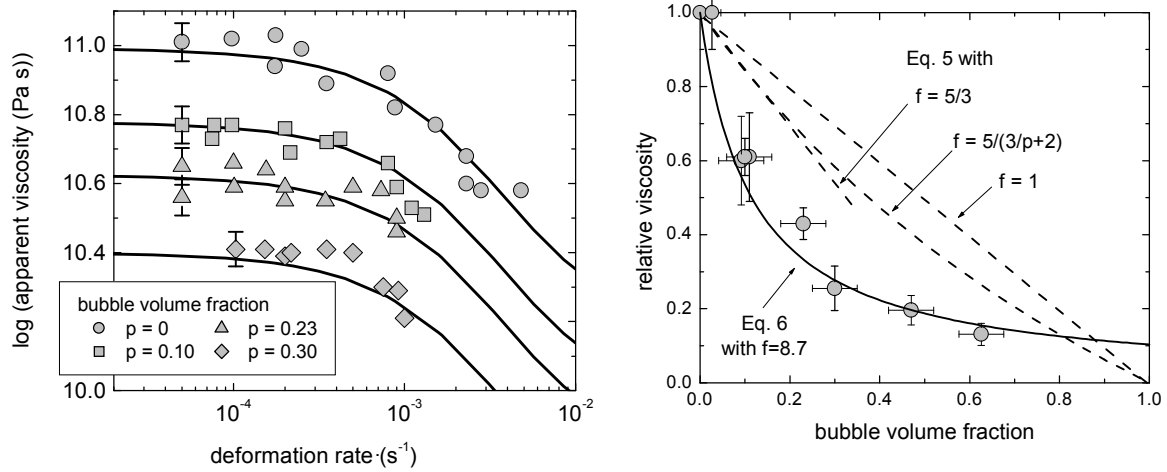 log (apparent viscosity (Pa s))
11.0
10.8
10.6
10.4
10.2
10.0
bubble volume fraction
p = 0
p = 0.23
p = 0.10
p = 0.30
10⁻⁴
10⁻³
10⁻²
deformation rate·(s⁻¹)
relative viscosity
1.0
0.8
0.6
0.4
0.2
0.0
Eq. 5 with
f = 5/3
f = 5/(3/p+2)
f = 1
Eq. 6
with f=8.7
0.0
0.2
0.4
0.6
0.8
1.0
bubble volume fraction